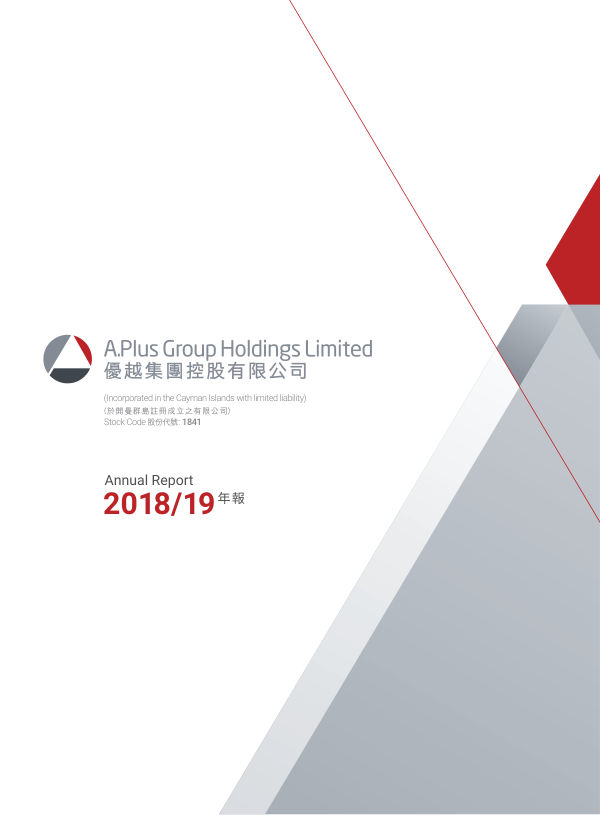 A.Plus Group Holdings Limited
優越集團控股有限公司
(Incorporated in the Cayman Islands with limited liability)
(於開曼群島註冊成立之有限公司)
Stock Code 股份代號: 1841
Annual Report
2018/19年報